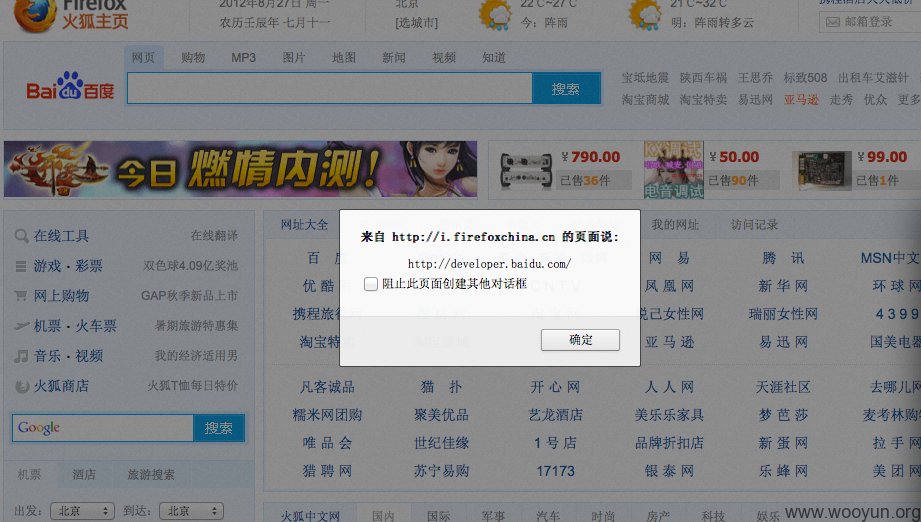 Firefox
火狐主页
2012年8月27日 周一
农历壬辰年 七月十一
北京
[选城市]
22℃~27℃
今: 阵雨
21℃~32℃
明: 阵雨转多云
邮箱登录
网页 购物 MP3 图片 地图 新闻 视频 知道
Baidu百度
搜索
宝坻地震 陕西车祸 王思乔 标致508 出租车艾滋针
淘宝商城 淘宝特卖 易迅网 亚马逊 走秀 优众 更多
今日燃情内测!
¥790.00
已售36件
电音调试
¥50.00
已售90件
¥99.00
已售1件
在线工具 在线翻译
游戏·彩票 双色球4.09亿奖池
网上购物 GAP秋季新品上市
机票·火车票 暑期旅游特惠集
音乐·视频 我的经济适用男
火狐商店 火狐T恤每日特价
Google
搜索
机票 酒店 旅游搜索
出发: 北京 到达: 北京
网址大全 我的网址 访问记录
来自 http://i.firefoxchina.cn 的页面说:
http://developer.baidu.com/
阻止此页面创建其他对话框
确定
网 易 腾 讯 MSN中文
优 酷 凤 凰 网 新 华 网 环 球 网
携程旅行 悦己女性网 瑞丽女性网 4 3 9 9
淘宝特 亚 马 逊 易 迅 网 国美电器
凡客诚品 猫 扑 开 心 网 人 人 网 天涯社区 去哪儿网
糯米网团购 聚美优品 艺龙酒店 美乐乐家具 梦 芭 莎 麦考林购
唯 品 会 世纪佳缘 1 号 店 品牌折扣店 新 蛋 网 拉 手 网
猎 聘 网 苏宁易购 17173 银 泰 网 乐 蜂 网 美 团 网
火狐中文网 国内 国际 军事 汽车 时尚 房产 科技 娱乐
www.wooyun.org